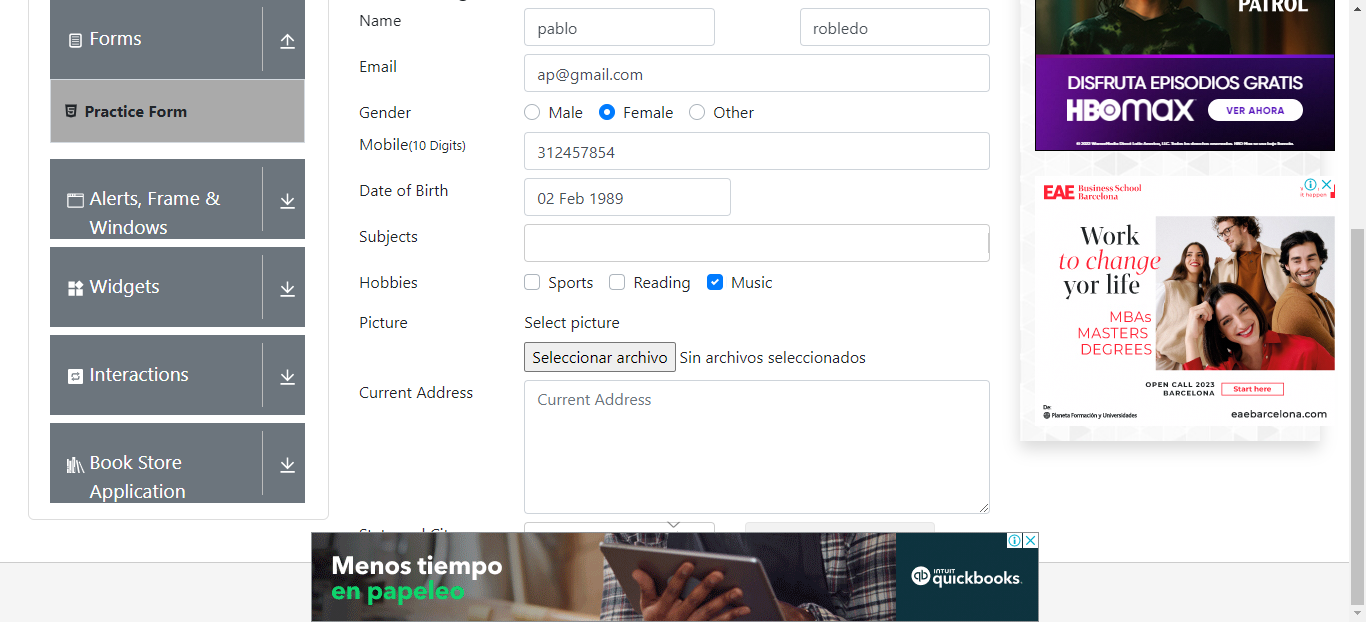 Forms
Practice Form
Alerts, Frame &
Windows
Widgets
Interactions
Book Store
Application
Name
pablo
robledo
Email
ap@gmail.com
Gender
Male
Female
Other
Mobile(10 Digits)
312457854
Date of Birth
02 Feb 1989
Subjects
Hobbies
Sports
Reading
Music
Picture
Select picture
Seleccionar archivo Sin archivos seleccionados
Current Address
Current Address
PATROL
DISFRUTA EPISODIOS GRATIS
HBOMAX
VER AHORA
EAE Business School
Barcelona
it happen
Work
to change
yor life
MBAs
MASTERS
DEGREES
OPEN CALL 2023
BARCELONA
Start here
De:
Planeta Formación y Universidades
eaebarcelona.com
Menos tiempo
en papeleo
INTUIT
quickbooks.